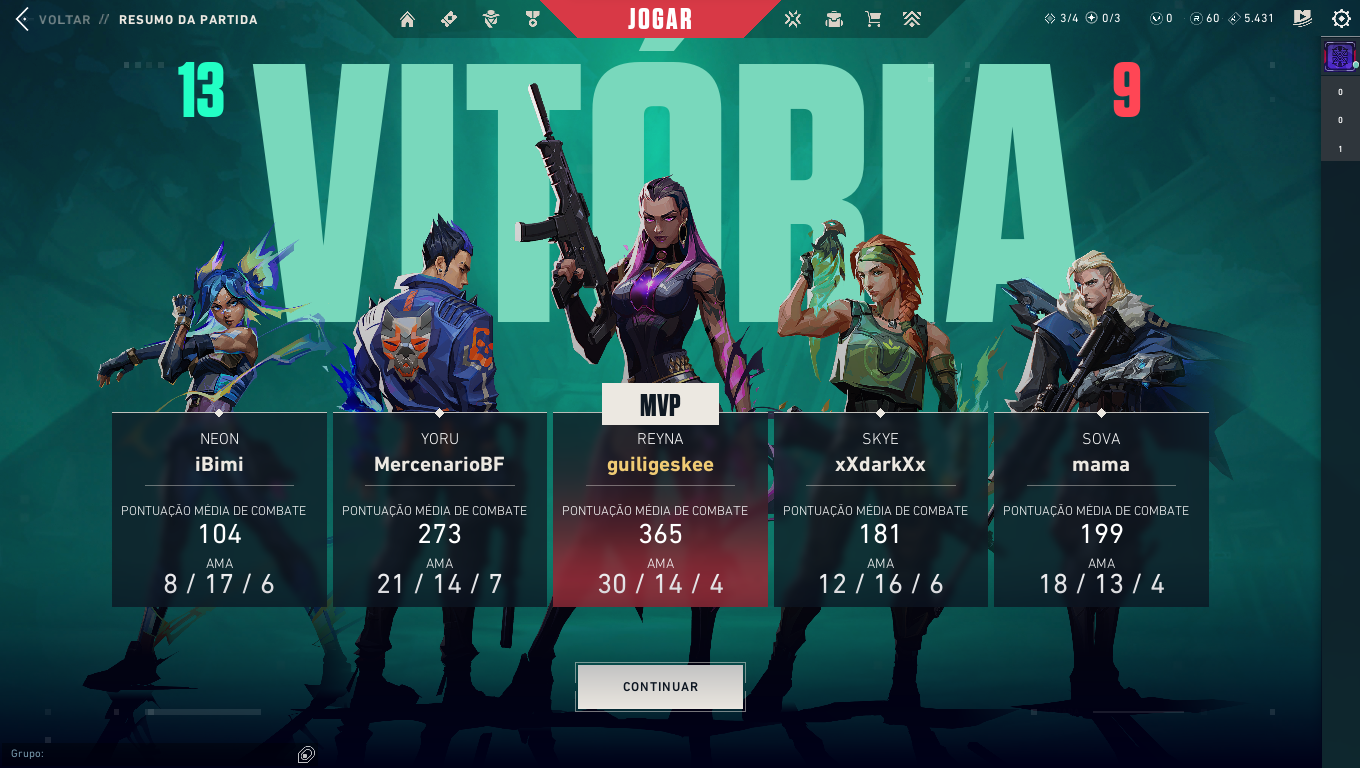 VOLTAR // RESUMO DA PARTIDA
JOGAR
3/4 0/3 0 60 5.431
13
VITÓRIA
9
0
0
1
MVP
NEON
iBimi
PONTUAÇÃO MÉDIA DE COMBATE
104
AMA
8 / 17 / 6
YORU
MercenarioBF
PONTUAÇÃO MÉDIA DE COMBATE
273
AMA
21 / 14 / 7
REYNA
guiligeskee
PONTUAÇÃO MÉDIA DE COMBATE
365
AMA
30 / 14 / 4
SKYE
xXdarkXx
PONTUAÇÃO MÉDIA DE COMBATE
181
AMA
12 / 16 / 6
SOVA
mama
PONTUAÇÃO MÉDIA DE COMBATE
199
AMA
18 / 13 / 4
CONTINUAR
Grupo: